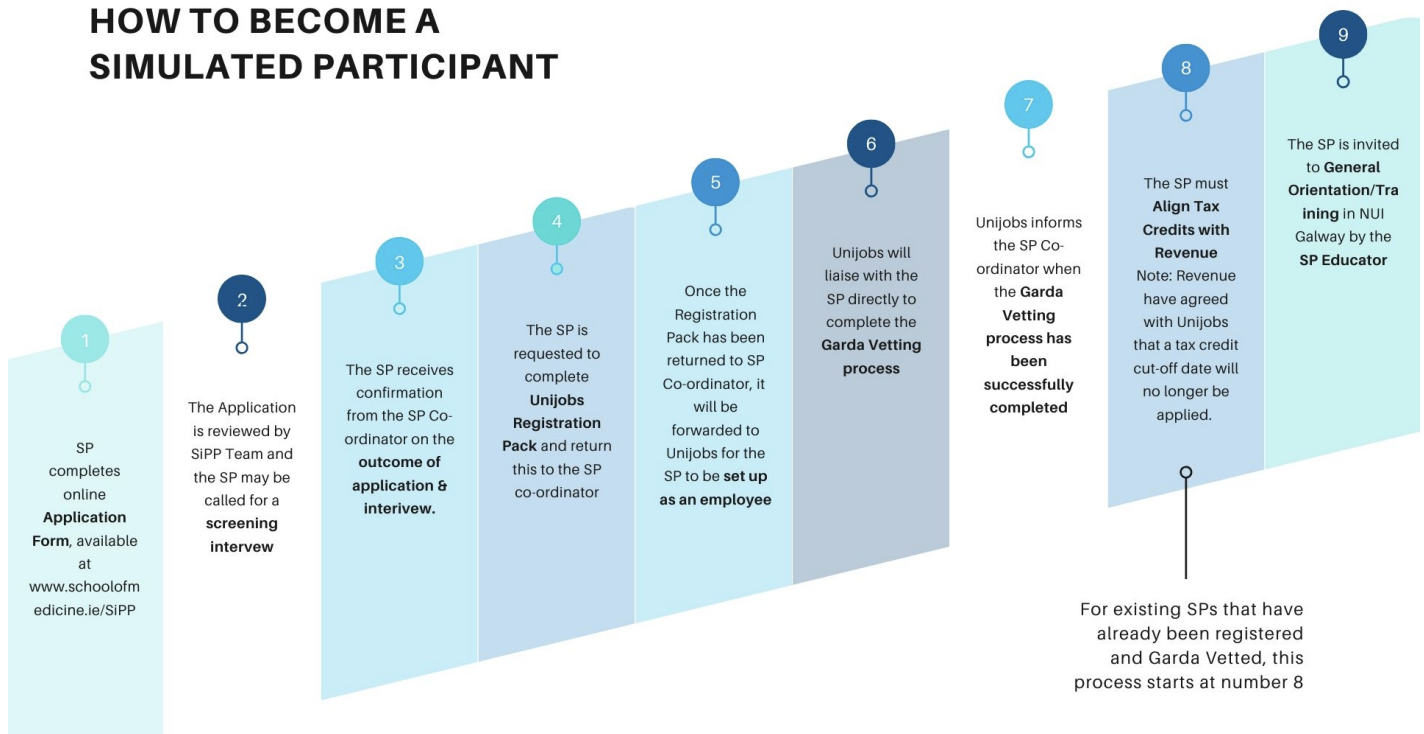 HOW TO BECOME A
SIMULATED PARTICIPANT
1
SP
completes
online
Application
Form, available
at
www.schoolofm
edicine.ie/SiPP
2
The Application
is reviewed by
SiPP Team and
the SP may be
called for a
screening
intervew
3
The SP receives
confirmation
from the SP Co-
ordinator on the
outcome of
application &
interivew.
4
The SP is
requested to
complete
Unijobs
Registration
Pack and return
this to the SP
co-ordinator
5
Once the
Registration
Pack has been
returned to SP
Co-ordinator, it
will be
forwarded to
Unijobs for the
SP to be set up
as an employee
6
Unijobs will
liaise with the
SP directly to
complete the
Garda Vetting
process
7
Unijobs informs
the SP Co-
ordinator when
the Garda
Vetting
process has
been
successfully
completed
8
The SP must
Align Tax
Credits with
Revenue
Note: Revenue
have agreed
with Unijobs
that a tax credit
cut-off date will
no longer be
applied.
9
The SP is invited
to General
Orientation/Tra
ining in NUI
Galway by the
SP Educator
For existing SPs that have
already been registered
and Garda Vetted, this
process starts at number 8